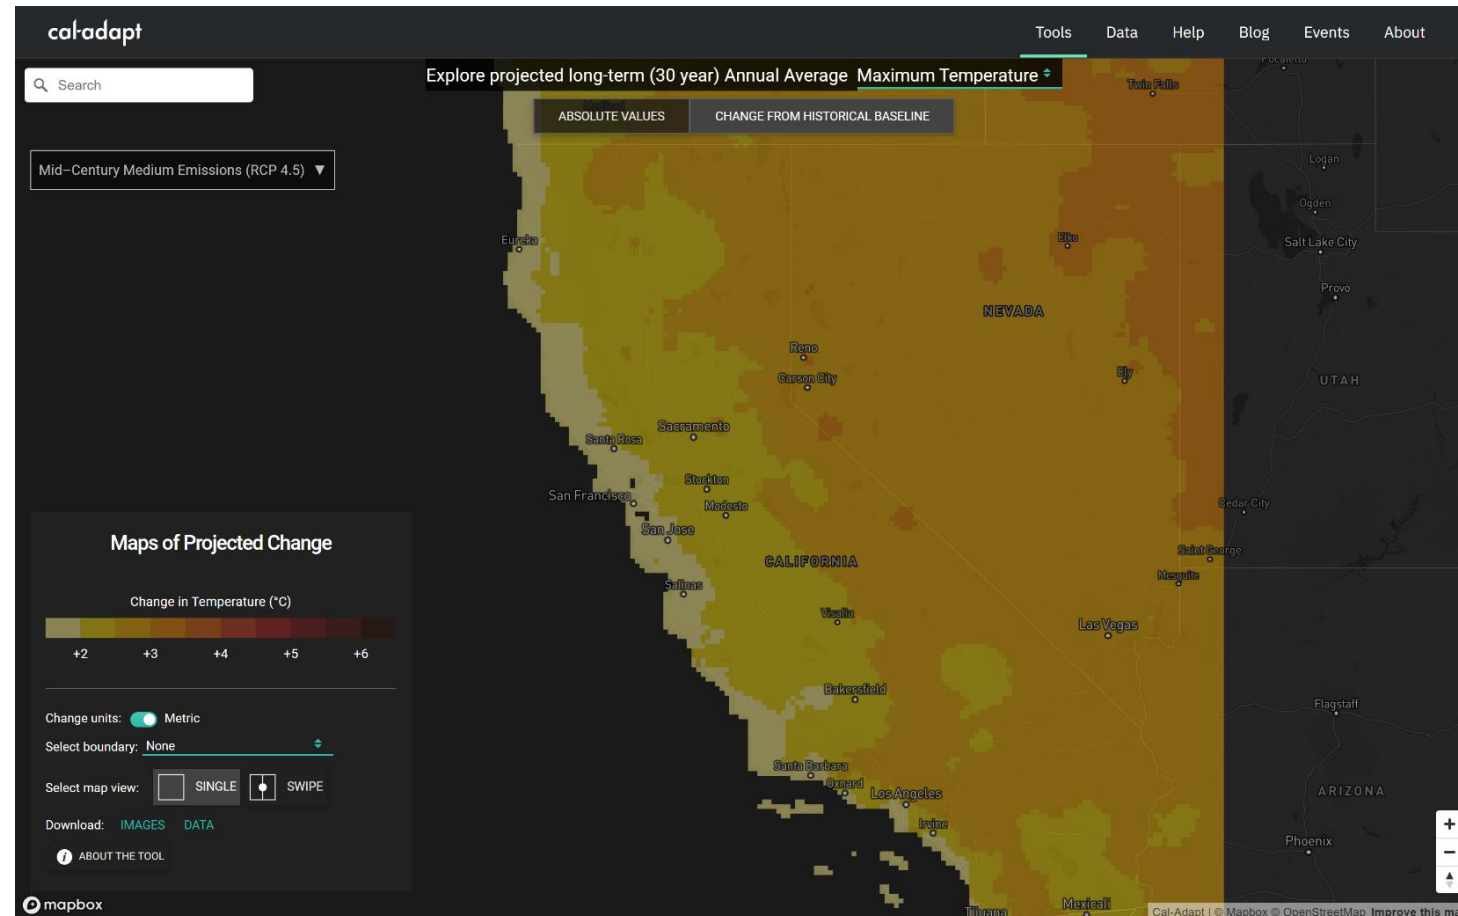 cal-adapt
Tools Data Help Blog Events About
Search
Explore projected long-term (30 year) Annual Average Maximum Temperature
ABSOLUTE VALUES CHANGE FROM HISTORICAL BASELINE
Mid-Century Medium Emissions (RCP 4.5) ▼
Pocatello
Twin Falls
Logan
Ogden
Eureka
Elko
Salt Lake City
Provo
NEVADA
Reno
Carson City
Ely
UTAH
Sacramento
Santa Rosa
Stockton
San Francisco
Modesto
Cedar City
San Jose
Saint George
CALIFORNIA
Mesquite
Salinas
Visalia
Las Vegas
Bakersfield
Flagstaff
Santa Barbara
Oxnard
Los Angeles
ARIZONA
Irvine
Phoenix
Mexicali
Tijuana
Maps of Projected Change
Change in Temperature (°C)
+2 +3 +4 +5 +6
Change units: Metric
Select boundary: None
Select map view: SINGLE SWIPE
Download: IMAGES DATA
i ABOUT THE TOOL
+
−
mapbox
Cal-Adapt | © Mapbox © OpenStreetMap Improve this ma